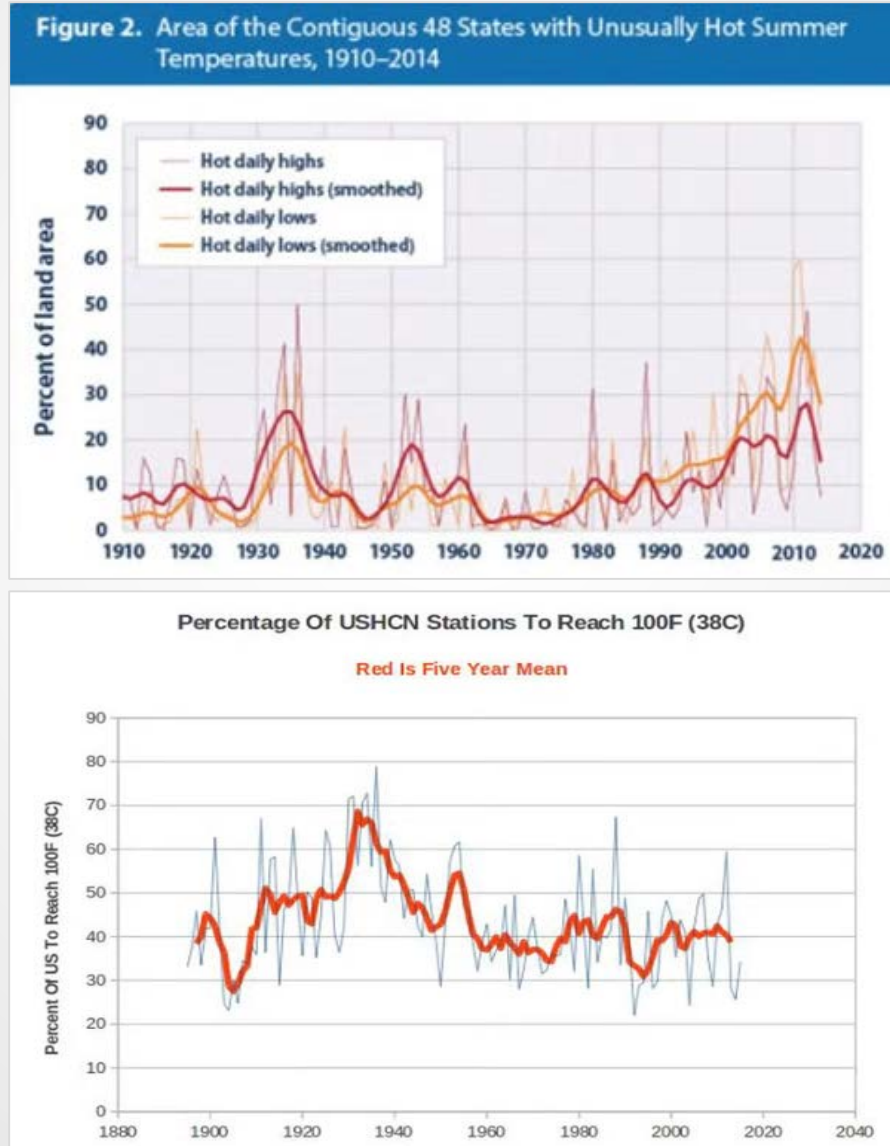 Figure 2. Area of the Contiguous 48 States with Unusually Hot Summer
Temperatures, 1910–2014
90
80
70
60
50
40
30
20
10
0
Percent of land area
Hot daily highs
Hot daily highs (smoothed)
Hot daily lows
Hot daily lows (smoothed)
1910 1920 1930 1940 1950 1960 1970 1980 1990 2000 2010 2020
Percentage Of USHCN Stations To Reach 100F (38C)
Red Is Five Year Mean
90
80
70
60
50
40
30
20
10
0
Percent Of US To Reach 100F (38C)
1880 1900 1920 1940 1960 1980 2000 2020 2040